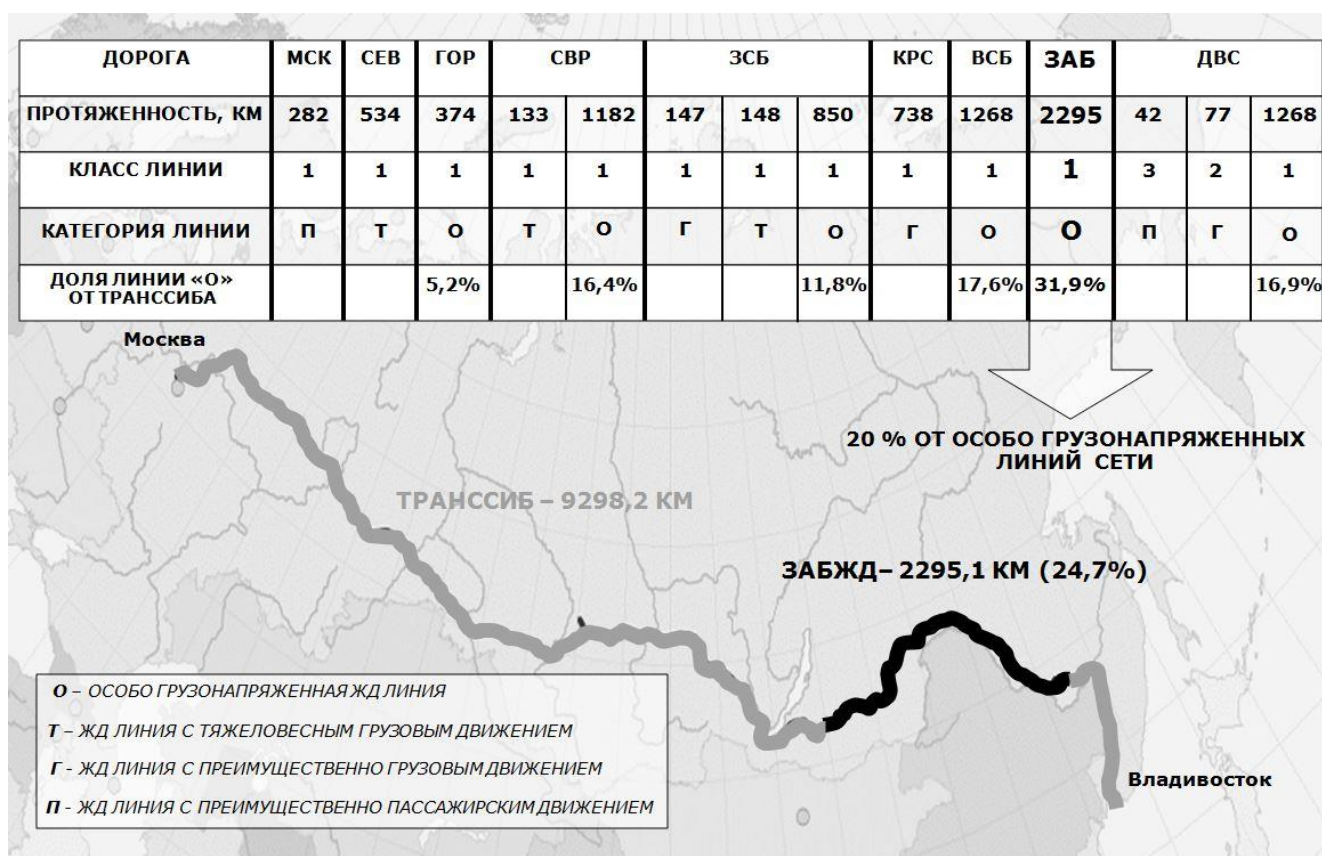 ДОРОГА МСК СЕВ ГОР СВР ЗСБ КРС ВСБ ЗАБ ДВС
ПРОТЯЖЕННОСТЬ, КМ 282 534 374 133 1182 147 148 850 738 1268 2295 42 77 1268
КЛАСС ЛИНИИ 1 1 1 1 1 1 1 1 1 1 1 3 2 1
КАТЕГОРИЯ ЛИНИИ П Т О Т О Г Т О Г О О П Г О
ДОЛЯ ЛИНИИ «О»
ОТ ТРАНССИБА
5,2% 16,4% 11,8% 17,6% 31,9% 16,9%
Москва
20 % ОТ ОСОБО ГРУЗОНАПРЯЖЕННЫХ
ЛИНИЙ СЕТИ
ТРАНССИБ – 9298,2 КМ
ЗАБЖД– 2295,1 КМ (24,7%)
О – ОСОБО ГРУЗОНАПРЯЖЕННАЯ ЖД ЛИНИЯ
Т – ЖД ЛИНИЯ С ТЯЖЕЛОВЕСНЫМ ГРУЗОВЫМ ДВИЖЕНИЕМ
Г - ЖД ЛИНИЯ С ПРЕИМУЩЕСТВЕННО ГРУЗОВЫМ ДВИЖЕНИЕМ
П - ЖД ЛИНИЯ С ПРЕИМУЩЕСТВЕННО ПАССАЖИРСКИМ ДВИЖЕНИЕМ
Владивосток